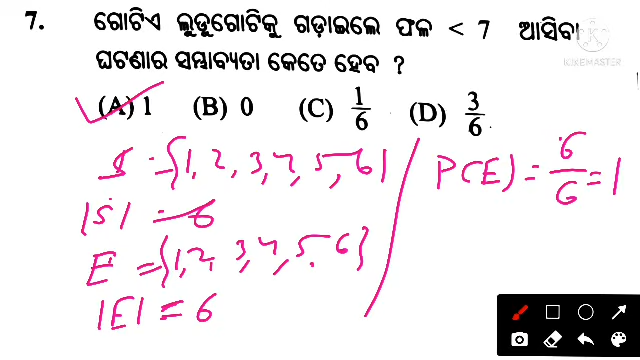 7. ଗୋଟିଏ ଲୁଡୁଗୋଟିକୁ ଗଡ଼ାଇଲେ ଫଳ < 7 ଆସିବା
ଘଟଣାର ସମ୍ଭାବ୍ୟତା କେତେ ହେବ ?
(A) 1 (B) 0 (C) 1/6 (D) 3/6
S = {1, 2, 3, 4, 5, 6}
|S| = 6
E = {1, 2, 3, 4, 5, 6}
|E| = 6
P(E) = 6/6 = 1
KINEMASTER